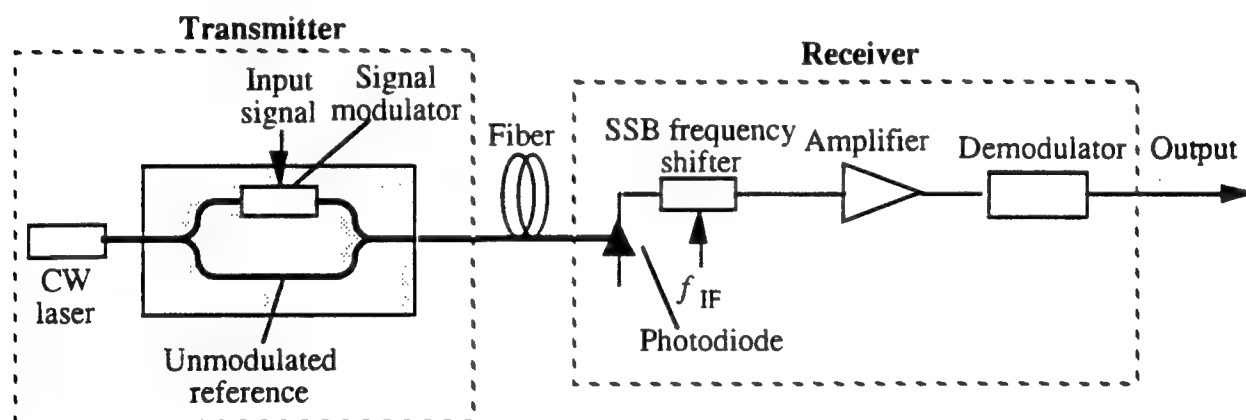 Transmitter
Receiver
Input
signal
Signal
modulator
Fiber
SSB frequency
shifter
Amplifier
Demodulator
Output
CW
laser
f IF
Photodiode
Unmodulated
reference